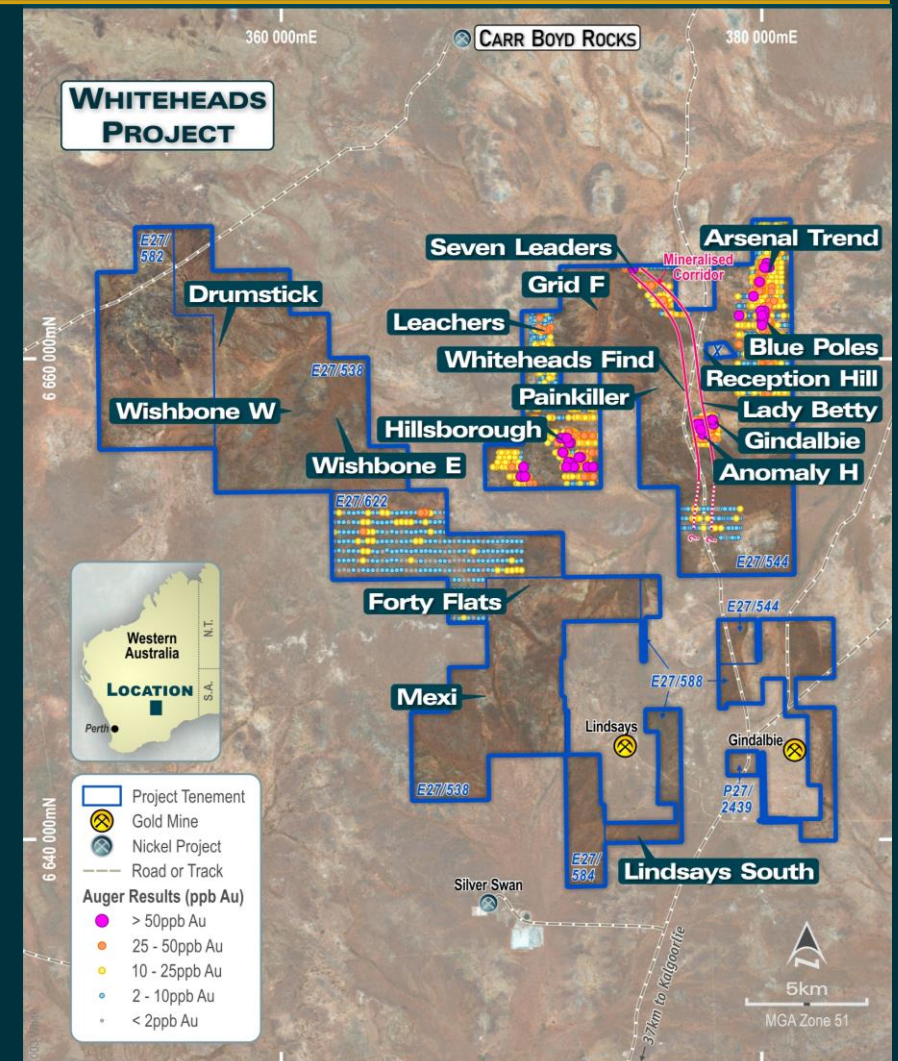 360 000mE
CARR BOYD ROCKS
380 000mE
WHITEHEADS
PROJECT
E27/
582
Seven Leaders
Arsenal Trend
Mineralised
Corridor
Drumstick
Grid F
Leachers
6 660 000mN
E27/538
Whiteheads Find
Blue Poles
X
Reception Hill
Painkiller
Wishbone W
Lady Betty
Hillsborough
Gindalbie
Wishbone E
Anomaly H
E27/622
?
?
E27/544
Forty Flats
E27/544
Western
Australia
N.T.
S.A.
LOCATION
Perth
E27/588
Mexi
Lindsays
Gindalbie
E27/538
P27/
2439
6 640 000mN
E27/
584
Lindsays South
Silver Swan
37km to Kalgoorlie
Project Tenement
Gold Mine
Nickel Project
Road or Track
Auger Results (ppb Au)
> 50ppb Au
25 - 50ppb Au
10 - 25ppb Au
2 - 10ppb Au
< 2ppb Au
N
5km
MGA Zone 51